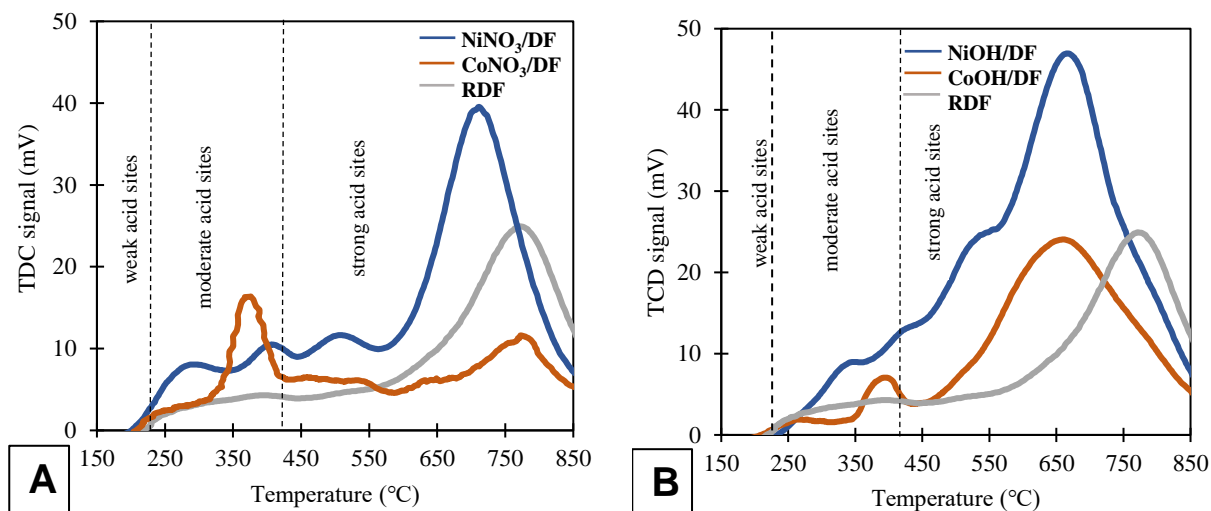 50
40
30
20
10
0
TDC signal (mV)
weak acid sites
moderate acid sites
strong acid sites
NiNO₃/DF
CoNO₃/DF
RDF
150 250 350 450 550 650 750 850
Temperature (℃)
A
50
40
30
20
10
0
TCD signal (mV)
weak acid sites
moderate acid sites
strong acid sites
NiOH/DF
CoOH/DF
RDF
150 250 350 450 550 650 750 850
Temperature (℃)
B